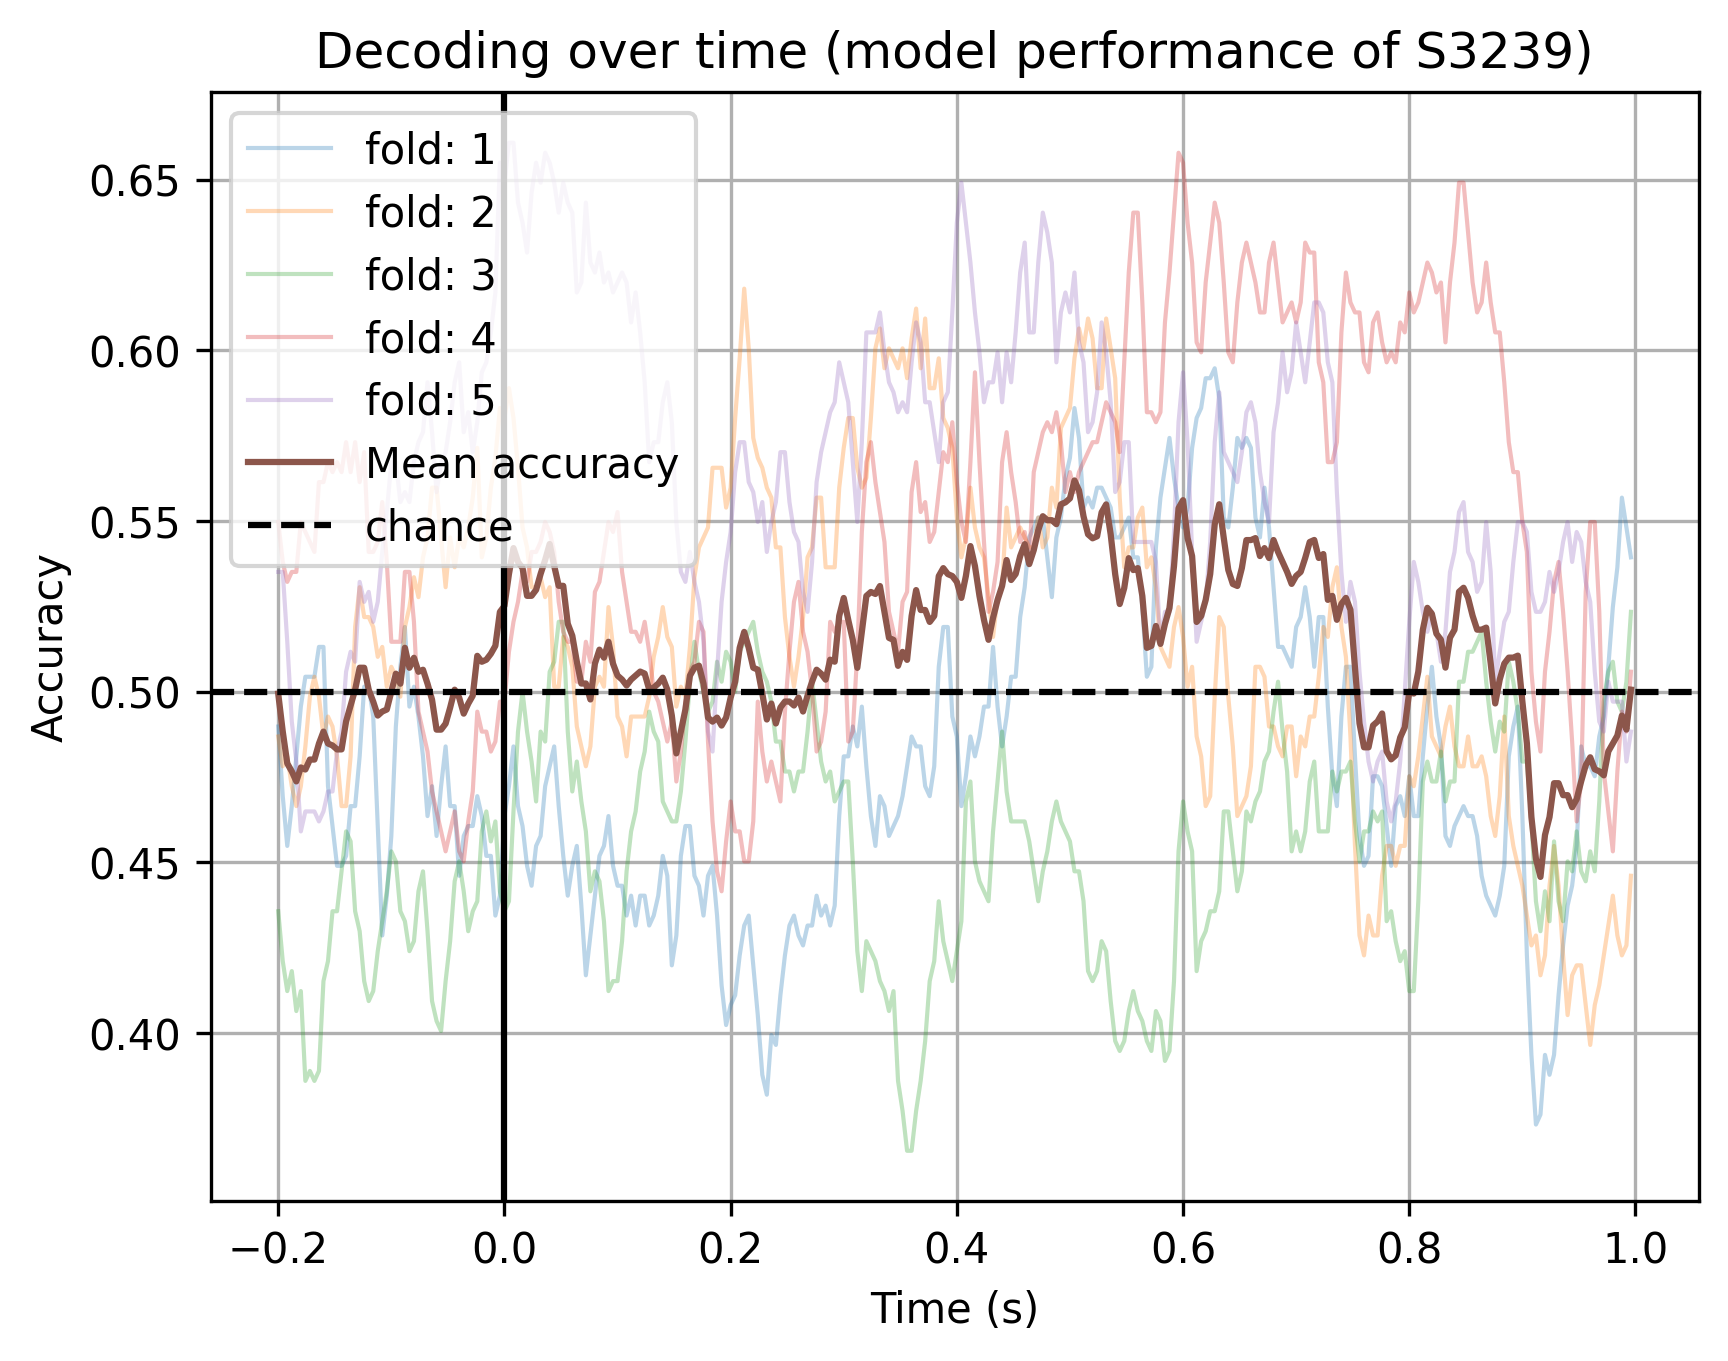 Decoding over time (model performance of S3239)
fold: 1
fold: 2
fold: 3
fold: 4
fold: 5
Mean accuracy
chance
Accuracy
0.65
0.60
0.55
0.50
0.45
0.40
−0.2 0.0 0.2 0.4 0.6 0.8 1.0
Time (s)